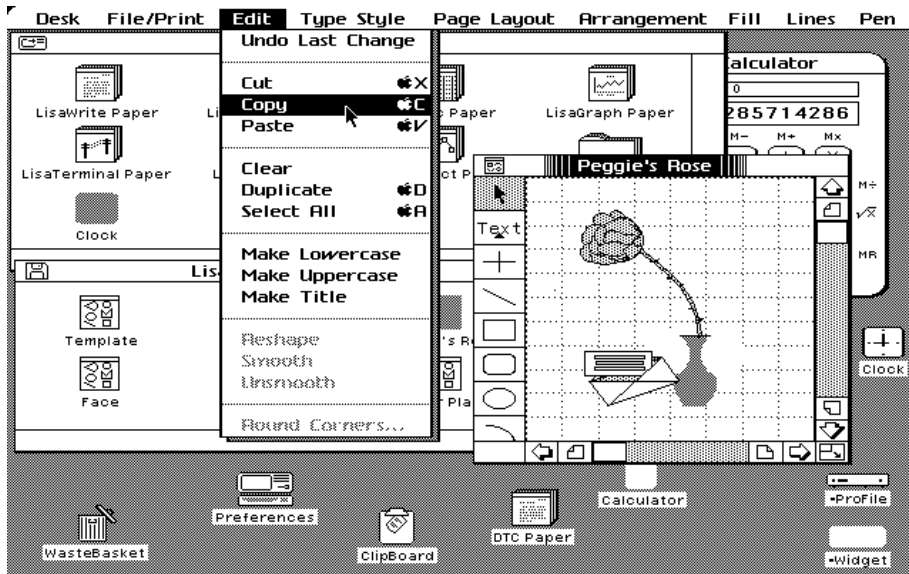 Desk File/Print Edit Type Style Page Layout Arrangement Fill Lines Pen
Undo Last Change
Cut X
Copy C
Paste V
Clear
Duplicate D
Select All A
Make Lowercase
Make Uppercase
Make Title
Reshape
Smooth
Unsmooth
Round Corners...
LisaWrite Paper
Paper
LisaGraph Paper
LisaTerminal Paper
Clock
Template
Face
Calculator
0
285714286
M- M+ Mx
M÷
√x
MR
Peggie's Rose
Text
Clock
Preferences
WasteBasket
ClipBoard
DTC Paper
Calculator
-ProFile
-Widget